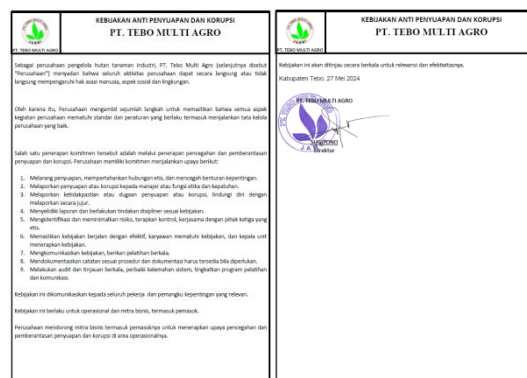 KEBIJAKAN ANTI PENYUAPAN DAN KORUPSI
PT. TEBO MULTI AGRO
PT. TEBO MULTI AGRO
Sebagai perusahaan pengelola hutan tanaman industri, PT. Tebo Multi Agro (selanjutnya disebut
"Perusahaan") menyadari bahwa seluruh aktivitas perusahaan dapat secara langsung atau tidak
langsung mempengaruhi hak asasi manusia, aspek sosial dan lingkungan.
Oleh karena itu, Perusahaan mengambil sejumlah langkah untuk memastikan bahwa semua aspek
kegiatan perusahaan mematuhi standar dan peraturan yang berlaku termasuk menjalankan tata kelola
perusahaan yang baik.
Salah satu penerapan komitmen tersebut adalah melalui penerapan pencegahan dan pemberantasan
penyuapan dan korupsi. Perusahaan memiliki komitmen menjalankan upaya berikut:
1. Melarang penyuapan, mempertahankan hubungan etis, dan mencegah benturan kepentingan.
2. Melaporkan penyuapan atau korupsi kepada manajer atau fungsi etika dan kepatuhan.
3. Melaporkan ketidakpastian atau dugaan penyuapan atau korupsi, lindungi diri dengan
melaporkan secara jujur.
4. Menyelidiki laporan dan berlakukan tindakan disipliner sesuai kebijakan.
5. Mengidentifikasi dan meminimalkan risiko, terapkan kontrol, kerjasama dengan pihak ketiga yang
etis.
6. Memastikan kebijakan berjalan dengan efektif, karyawan mematuhi kebijakan, dan kepala unit
menerapkan kebijakan.
7. Mengkomunikasikan kebijakan, berikan pelatihan berkala.
8. Mendokumentasikan catatan sesuai prosedur dan dokumentasi harus tersedia bila diperlukan.
9. Melakukan audit dan tinjauan berkala, perbaiki kelemahan sistem, tingkatkan program pelatihan
dan komunikasi.
Kebijakan ini dikomunikasikan kepada seluruh pekerja dan pemangku kepentingan yang relevan.
Kebijakan ini berlaku untuk operasional dan mitra bisnis, termasuk pemasok.
Perusahaan mendorong mitra bisnis termasuk pemasoknya untuk menerapkan upaya pencegahan dan
pemberantasan penyuapan dan korupsi di area operasionalnya.
KEBIJAKAN ANTI PENYUAPAN DAN KORUPSI
PT. TEBO MULTI AGRO
PT. TEBO MULTI AGRO
Kebijakan ini akan ditinjau secara berkala untuk relevansi dan efektivitasnya.
Kabupaten Tebo, 27 Mei 2024
PT. TEBO MULTI AGRO
SUGIYONO
Direktur